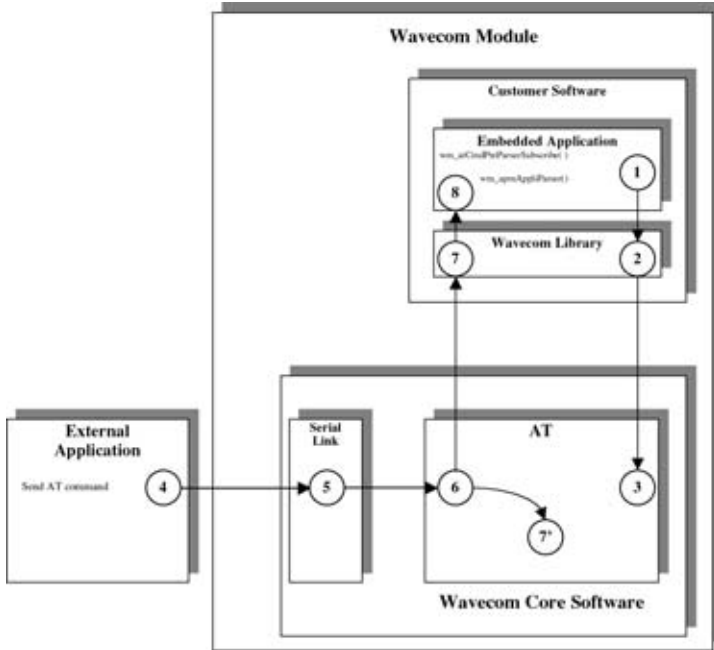 Wavecom Module
Customer Software
Embedded Application
wm_atCmdPreParserSubscribe( )
1
wm_apmAppliParser()
8
Wavecom Library
7
2
External
Application
Serial
Link
AT
Send AT command
4
5
6
3
7’
Wavecom Core Software